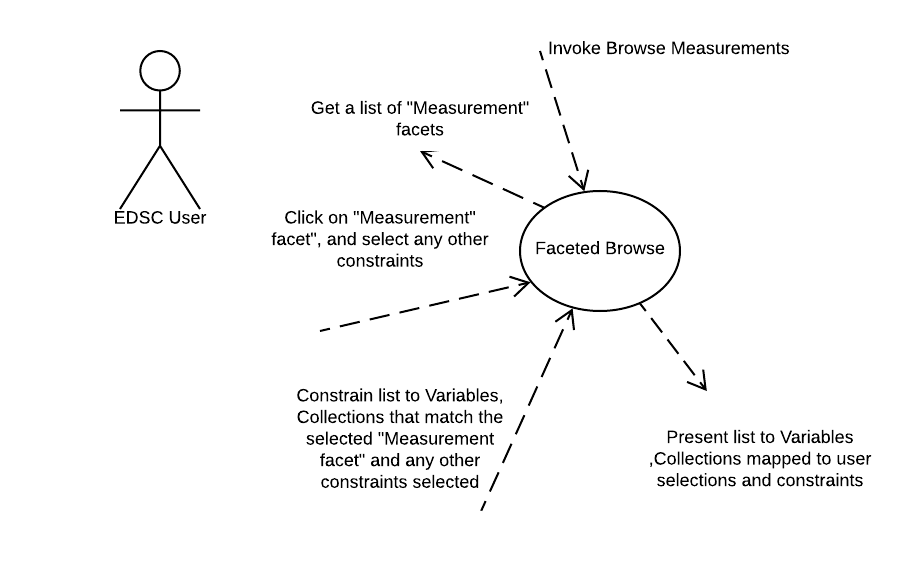 Invoke Browse Measurements
Get a list of "Measurement"
facets
EDSC User
Click on "Measurement"
facet", and select any other
constraints
Faceted Browse
Constrain list to Variables,
Collections that match the
selected "Measurement
facet" and any other
constraints selected
Present list to Variables
,Collections mapped to user
selections and constraints